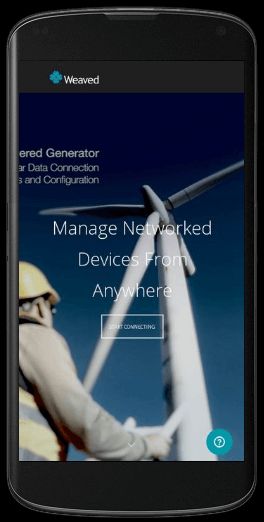 Weaved
ered Generator
ar Data Connection
s and Configuration
Manage Networked
Devices From
Anywhere
START CONNECTING
?